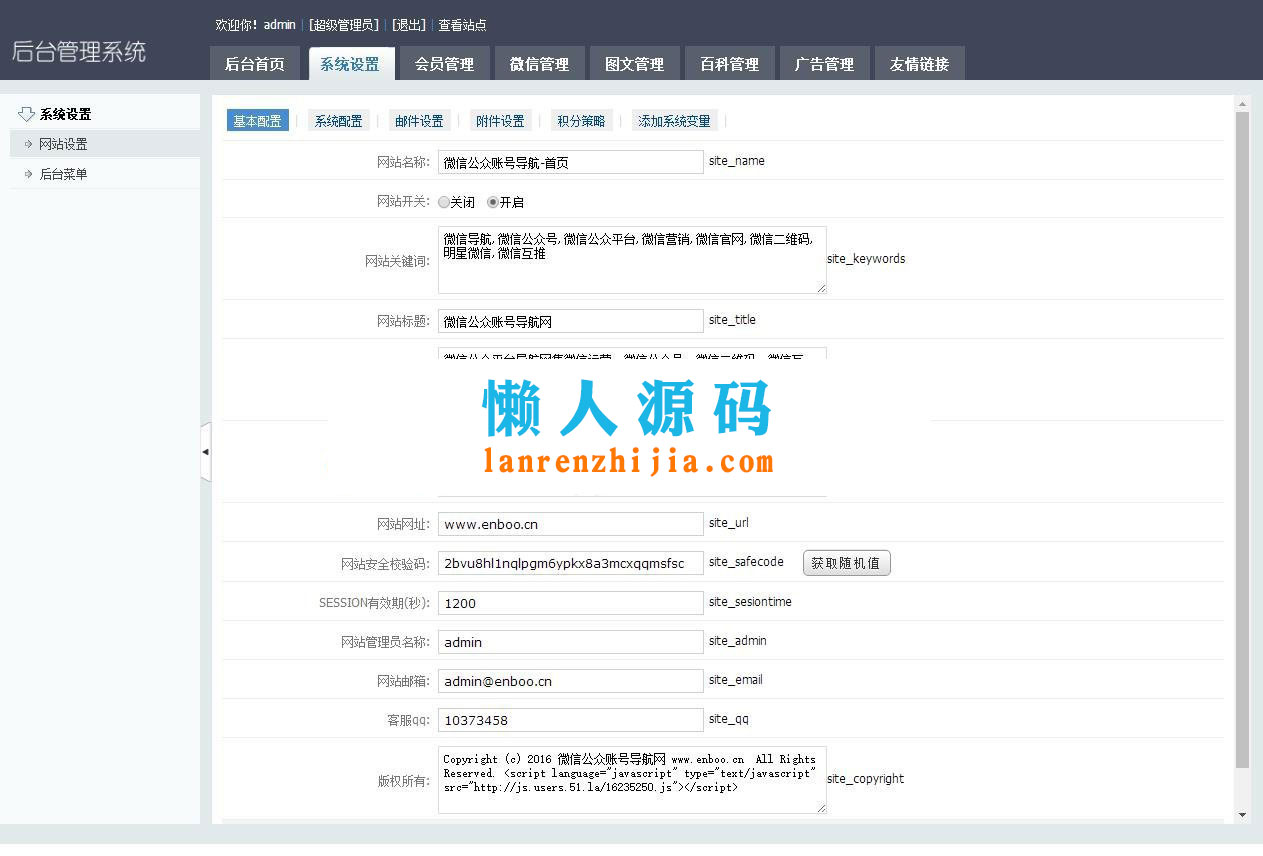 欢迎你！admin | [超级管理员] | [退出] | 查看站点
后台管理系统
后台首页 系统设置 会员管理 微信管理 图文管理 百科管理 广告管理 友情链接
系统设置
网站设置
后台菜单
基本配置 | 系统配置 | 邮件设置 | 附件设置 | 积分策略 | 添加系统变量 |
网站名称: 微信公众账号导航-首页 site_name
网站开关: 关闭 开启
网站关键词: 微信导航,微信公众号,微信公众平台,微信营销,微信官网,微信二维码,
明星微信,微信互推
site_keywords
网站标题: 微信公众账号导航网 site_title
懒人源码
lanrenzhijia.com
网站网址: www.enboo.cn site_url
网站安全校验码: 2bvu8hl1nqlpgm6ypkx8a3mcxqqmsfsc site_safecode 获取随机值
SESSION有效期(秒): 1200 site_sesiontime
网站管理员名称: admin site_admin
网站邮箱: admin@enboo.cn site_email
客服qq: 10373458 site_qq
版权所有: Copyright (c) 2016 微信公众账号导航网 www.enboo.cn All Rights
Reserved. <script language="javascript" type="text/javascript"
src="http://js.users.51.la/16235250.js"></script>
site_copyright